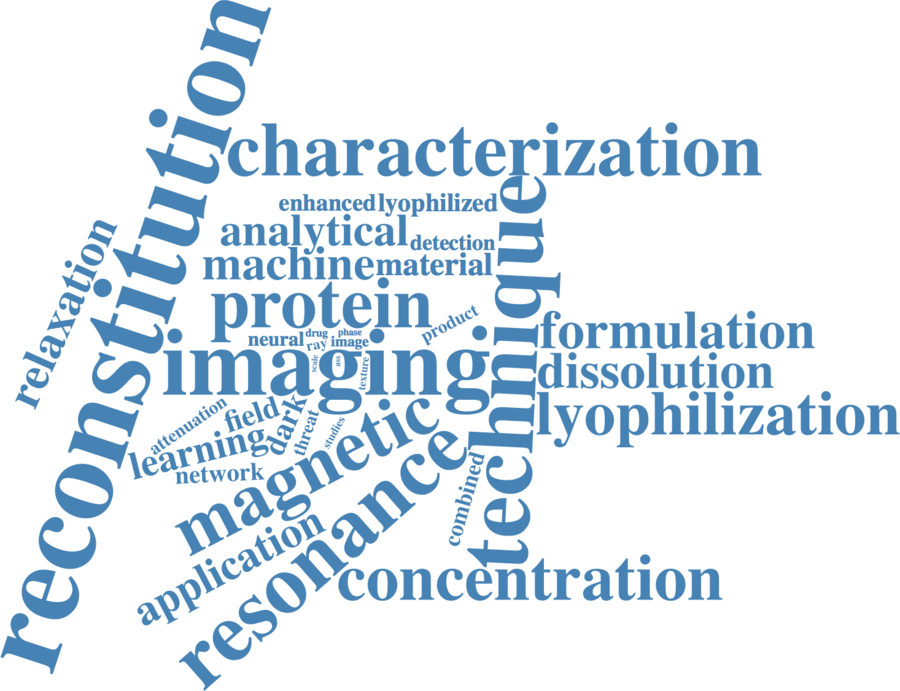 reconstitution
characterization
technique
enhanced
lyophilized
relaxation
analytical
detection
machine
material
protein
product
formulation
neural
drug
phase
ray
image
imaging
scale
ass
texture
dissolution
lyophilization
attenuation
field
dark
threat
studies
magnetic
learning
network
resonance
combined
application
concentration